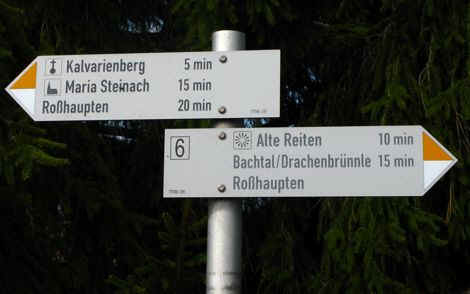 Kalvarienberg 5 min
Maria Steinach 15 min
Roßhaupten 20 min
6 Alte Reiten 10 min
Bachtal/Drachenbrünnle 15 min
Roßhaupten